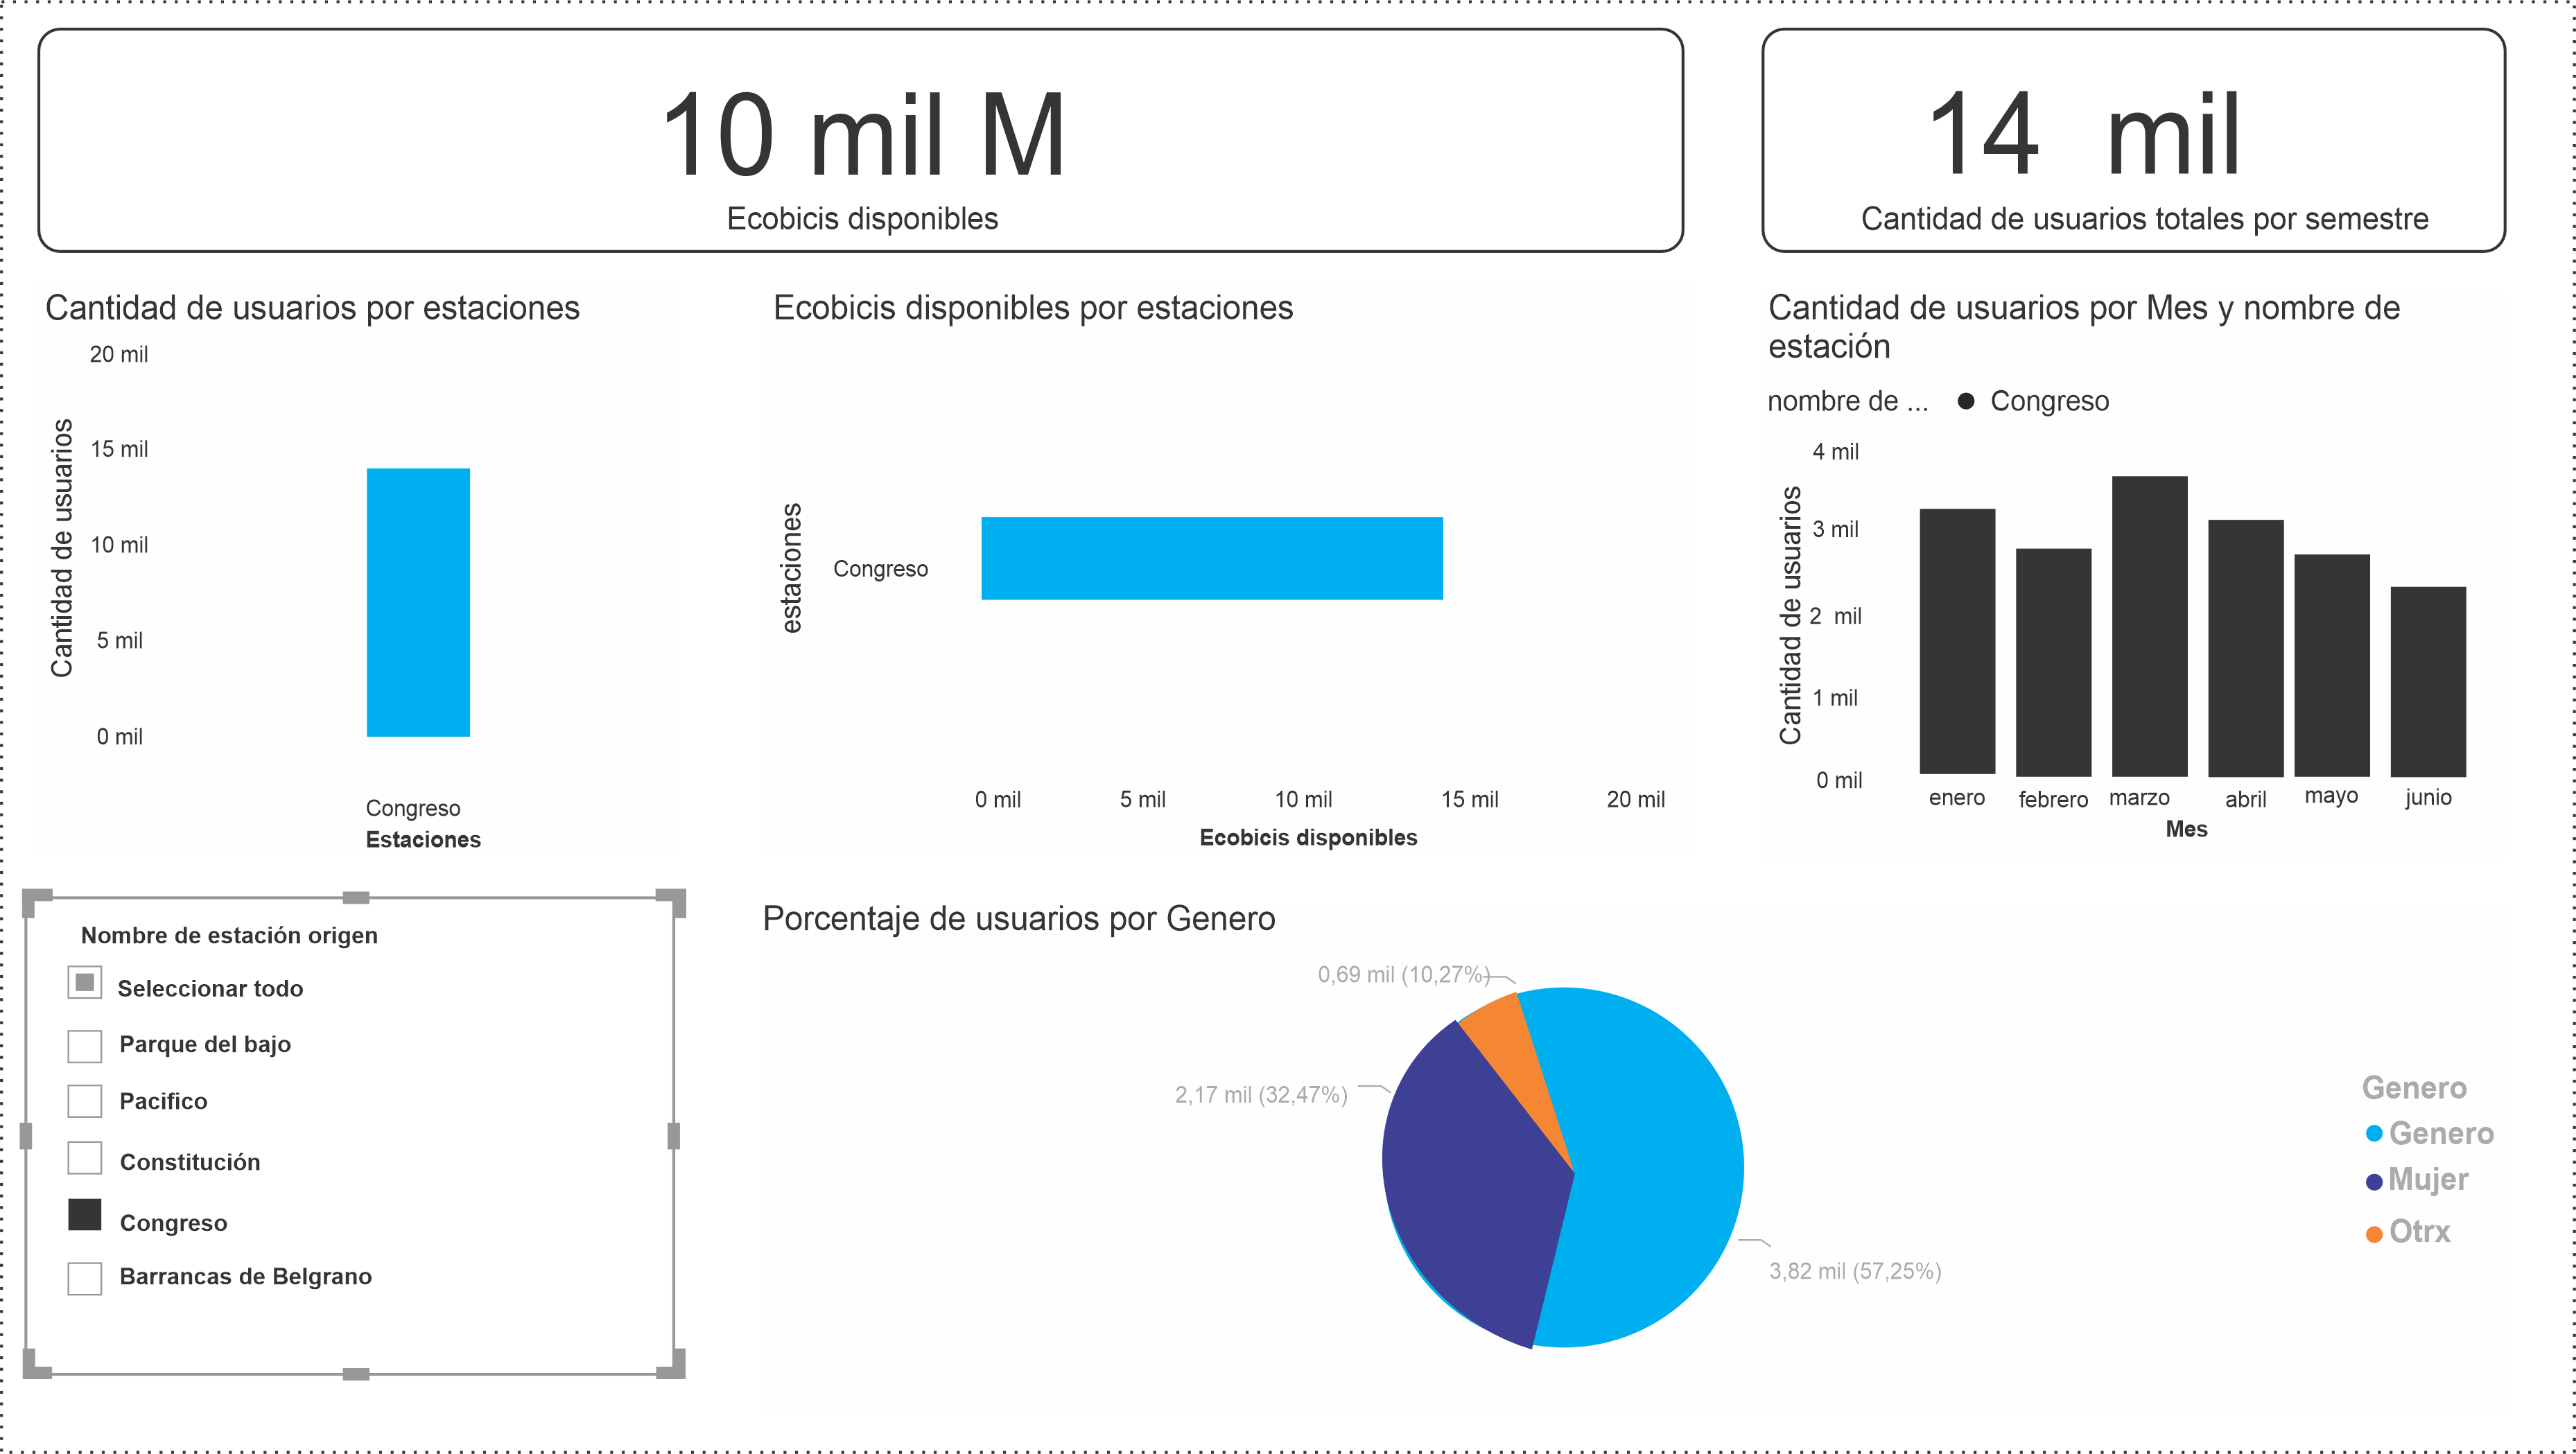 10 mil M
Ecobicis disponibles
14 mil
Cantidad de usuarios totales por semestre
Cantidad de usuarios por estaciones
20 mil
15 mil
10 mil
5 mil
0 mil
Cantidad de usuarios
Congreso
Estaciones
Ecobicis disponibles por estaciones
estaciones
Congreso
0 mil
5 mil
10 mil
15 mil
20 mil
Ecobicis disponibles
Cantidad de usuarios por Mes y nombre de
estación
nombre de ...
Congreso
4 mil
3 mil
2 mil
1 mil
0 mil
Cantidad de usuarios
enero
febrero
marzo
abril
mayo
junio
Mes
Nombre de estación origen
Seleccionar todo
Parque del bajo
Pacifico
Constitución
Congreso
Barrancas de Belgrano
Porcentaje de usuarios por Genero
0,69 mil (10,27%)
2,17 mil (32,47%)
3,82 mil (57,25%)
Genero
Genero
Mujer
Otrx